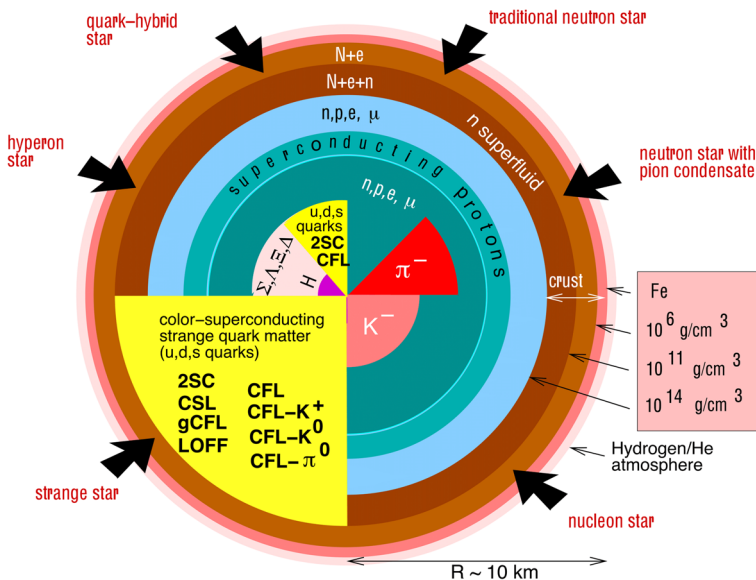 quark–hybrid
star
traditional neutron star
N+e
N+e+n
n,p,e, μ
n superfluid
hyperon
star
neutron star with
pion condensate
superconducting protons
n,p,e, μ
u,d,s
quarks
2SC
CFL
Σ,Λ,Ξ,Δ
H
π⁻
K⁻
crust
Fe
10⁶ g/cm³
10¹¹ g/cm³
10¹⁴ g/cm³
color–superconducting
strange quark matter
(u,d,s quarks)
2SC
CSL
gCFL
LOFF
CFL
CFL–K⁺
CFL–K⁰
CFL–π⁰
Hydrogen/He
atmosphere
strange star
nucleon star
R ~ 10 km